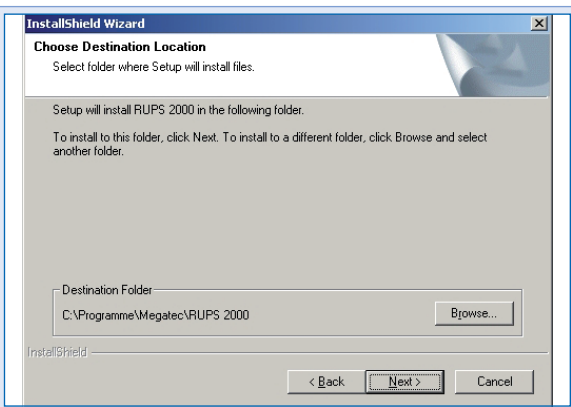 InstallShield Wizard
Choose Destination Location
Select folder where Setup will install files.
Setup will install RUPS 2000 in the following folder.
To install to this folder, click Next. To install to a different folder, click Browse and select
another folder.
Destination Folder
C:\Programme\Megatec\RUPS 2000
Browse...
InstallShield
< Back
Next >
Cancel